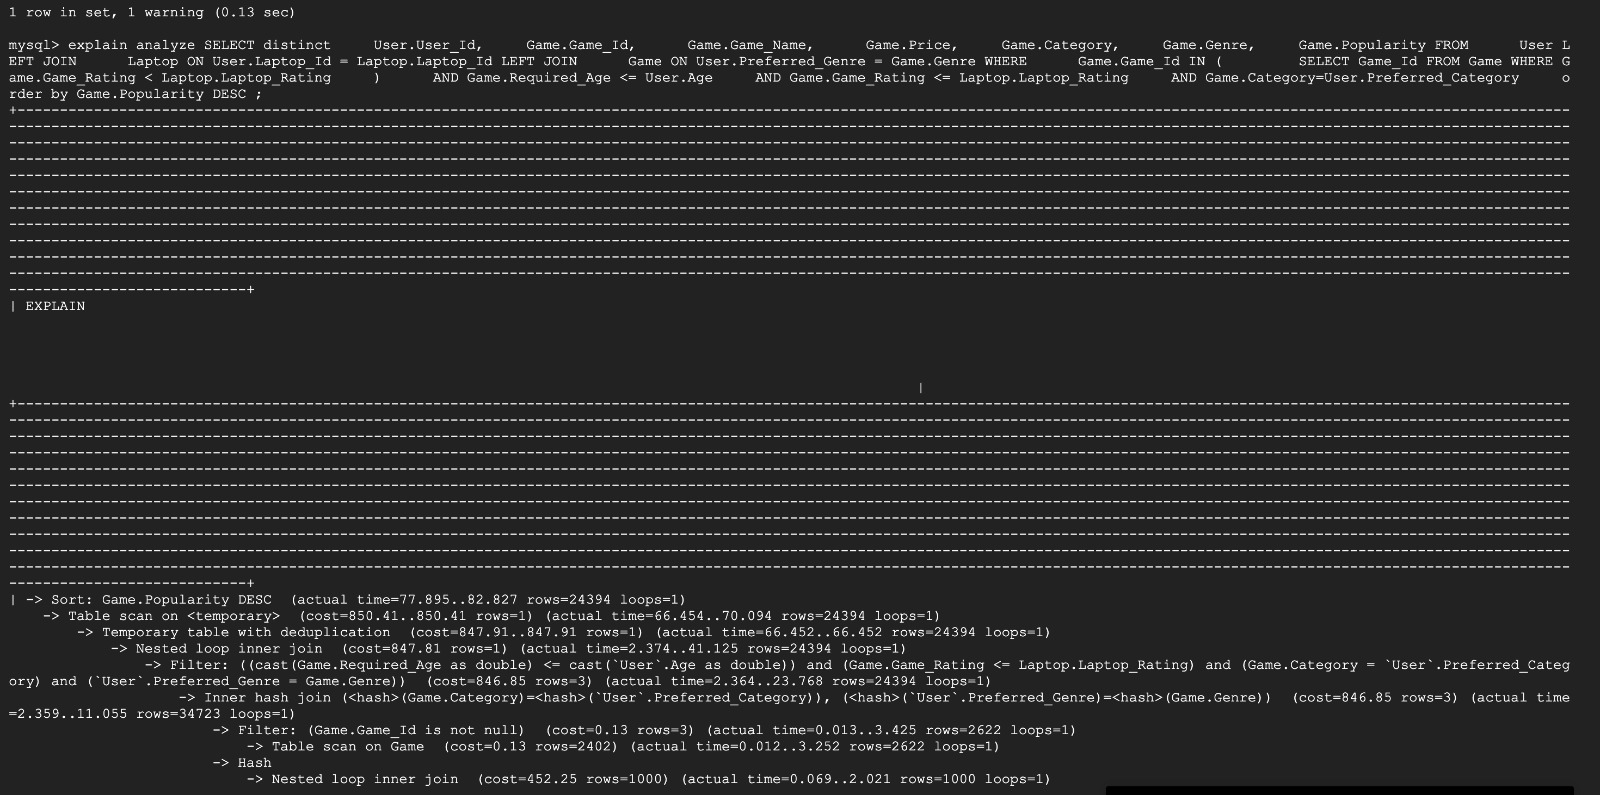 1 row in set, 1 warning (0.13 sec)
mysql> explain analyze SELECT distinct     User.User_Id,     Game.Game_Id,      Game.Game_Name,      Game.Price,     Game.Category,     Game.Genre,     Game.Popularity FROM      User L
EFT JOIN      Laptop ON User.Laptop_Id = Laptop.Laptop_Id LEFT JOIN      Game ON User.Preferred_Genre = Game.Genre WHERE      Game.Game_Id IN (         SELECT Game_Id FROM Game WHERE G
ame.Game_Rating < Laptop.Laptop_Rating     )      AND Game.Required_Age <= User.Age     AND Game.Game_Rating <= Laptop.Laptop_Rating     AND Game.Category=User.Preferred_Category     o
rder by Game.Popularity DESC ;
+----------------------------------------------------------------------------------------------------------------
----------------------------+
| EXPLAIN
|
+----------------------------------------------------------------------------------------------------------------
----------------------------+
| -> Sort: Game.Popularity DESC  (actual time=77.895..82.827 rows=24394 loops=1)
    -> Table scan on <temporary>  (cost=850.41..850.41 rows=1) (actual time=66.454..70.094 rows=24394 loops=1)
        -> Temporary table with deduplication  (cost=847.91..847.91 rows=1) (actual time=66.452..66.452 rows=24394 loops=1)
            -> Nested loop inner join  (cost=847.81 rows=1) (actual time=2.374..41.125 rows=24394 loops=1)
                -> Filter: ((cast(Game.Required_Age as double) <= cast(`User`.Age as double)) and (Game.Game_Rating <= Laptop.Laptop_Rating) and (Game.Category = `User`.Preferred_Categ
ory) and (`User`.Preferred_Genre = Game.Genre))  (cost=846.85 rows=3) (actual time=2.364..23.768 rows=24394 loops=1)
                    -> Inner hash join (<hash>(Game.Category)=<hash>(`User`.Preferred_Category)), (<hash>(`User`.Preferred_Genre)=<hash>(Game.Genre))  (cost=846.85 rows=3) (actual time
=2.359..11.055 rows=34723 loops=1)
                        -> Filter: (Game.Game_Id is not null)  (cost=0.13 rows=3) (actual time=0.013..3.425 rows=2622 loops=1)
                            -> Table scan on Game  (cost=0.13 rows=2402) (actual time=0.012..3.252 rows=2622 loops=1)
                        -> Hash
                            -> Nested loop inner join  (cost=452.25 rows=1000) (actual time=0.069..2.021 rows=1000 loops=1)